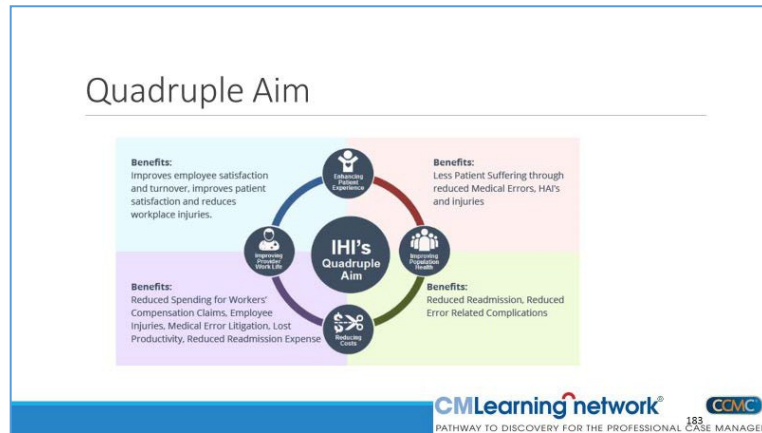 Quadruple Aim
Benefits:
Improves employee satisfaction
and turnover, improves patient
satisfaction and reduces
workplace injuries.
Enhancing
Patient
Experience
Benefits:
Less Patient Suffering through
reduced Medical Errors, HAI's
and injuries
Improving
Provider
Work Life
IHI's
Quadruple
Aim
Improving
Population
Health
Benefits:
Reduced Spending for Workers'
Compensation Claims, Employee
Injuries, Medical Error Litigation, Lost
Productivity, Reduced Readmission Expense
Reducing
Costs
Benefits:
Reduced Readmission, Reduced
Error Related Complications
CMLearning network®
CCMC
183
PATHWAY TO DISCOVERY FOR THE PROFESSIONAL CASE MANAGER